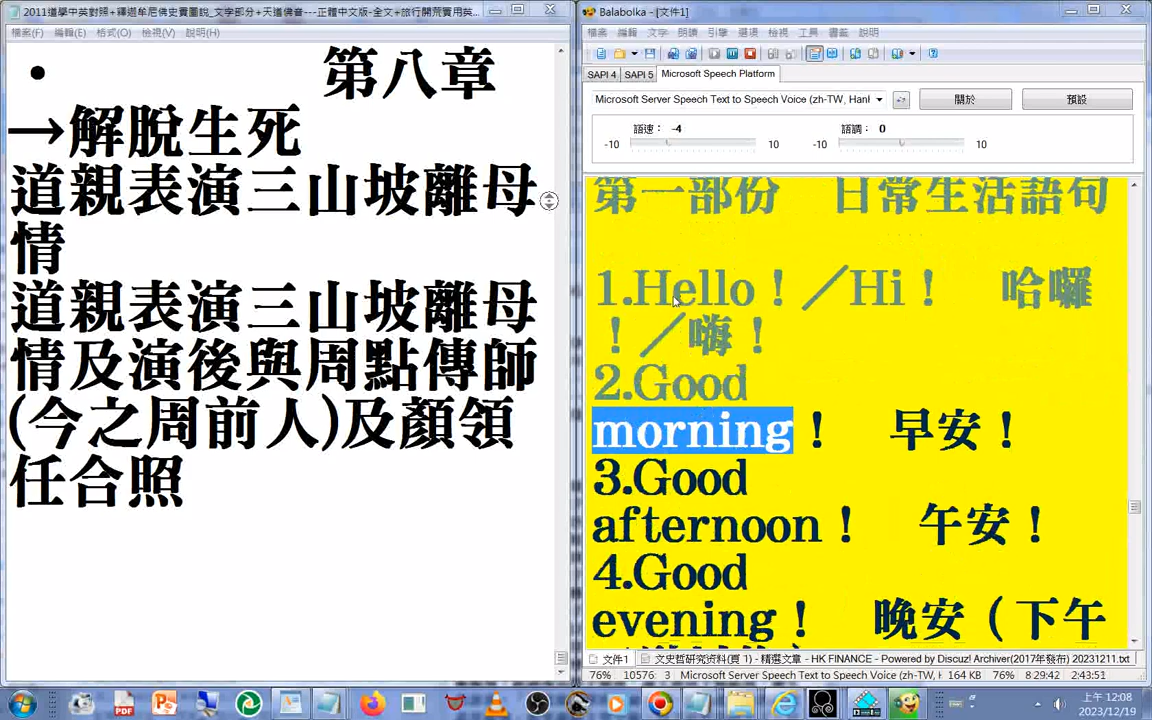 2011道學中英對照+釋迦牟尼佛史實圖說_文字部分+天道佛音---正體中文版-全文+旅行開荒實用英...
檔案(F) 編輯(E) 格式(O) 檢視(V) 說明(H)
• 第八章
→解脫生死
道親表演三山坡離母
情
道親表演三山坡離母
情及演後與周點傳師
(今之周前人)及顏領
任合照
Balabolka - [文件1]
檔案 編輯 文字 朗讀 引擎 選項 檢視 工具 書籤 說明
SAPI 4 SAPI 5 Microsoft Speech Platform
Microsoft Server Speech Text to Speech Voice (zh-TW, HanH
關於 預設
語速: -4 語調: 0
-10 10 -10 10
第一部份 日常生活語句
1.Hello！／Hi！ 哈囉
！／嗨！
2.Good
morning！ 早安！
3.Good
afternoon！ 午安！
4.Good
evening！ 晚安（下午
文件1 文史哲研究资料(頁 1) - 精選文章 - HK FINANCE - Powered by Discuz! Archiver(2017年發布) 20231211.txt
76% 10576: 3 Microsoft Server Speech Text to Speech Voice (zh-TW, H 164 KB 76% 8:29:42 2:43:51
PDF
上午 12:08
2023/12/19